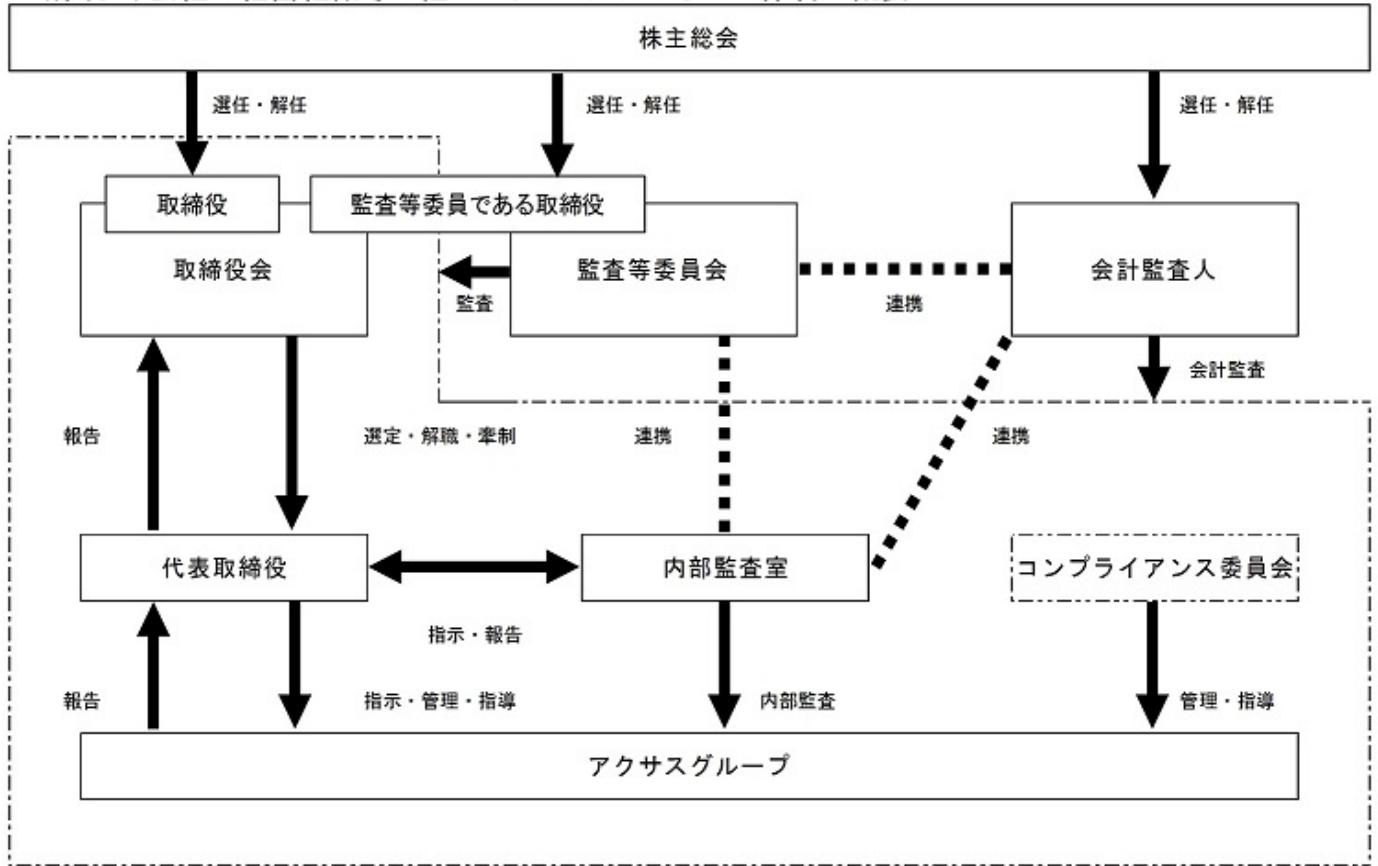 株主総会
選任・解任
選任・解任
選任・解任
取締役
監査等委員である取締役
取締役会
監査等委員会
会計監査人
監査
連携
会計監査
報告
選定・解職・牽制
連携
連携
代表取締役
内部監査室
コンプライアンス委員会
指示・報告
報告
指示・管理・指導
内部監査
管理・指導
アクサスグループ